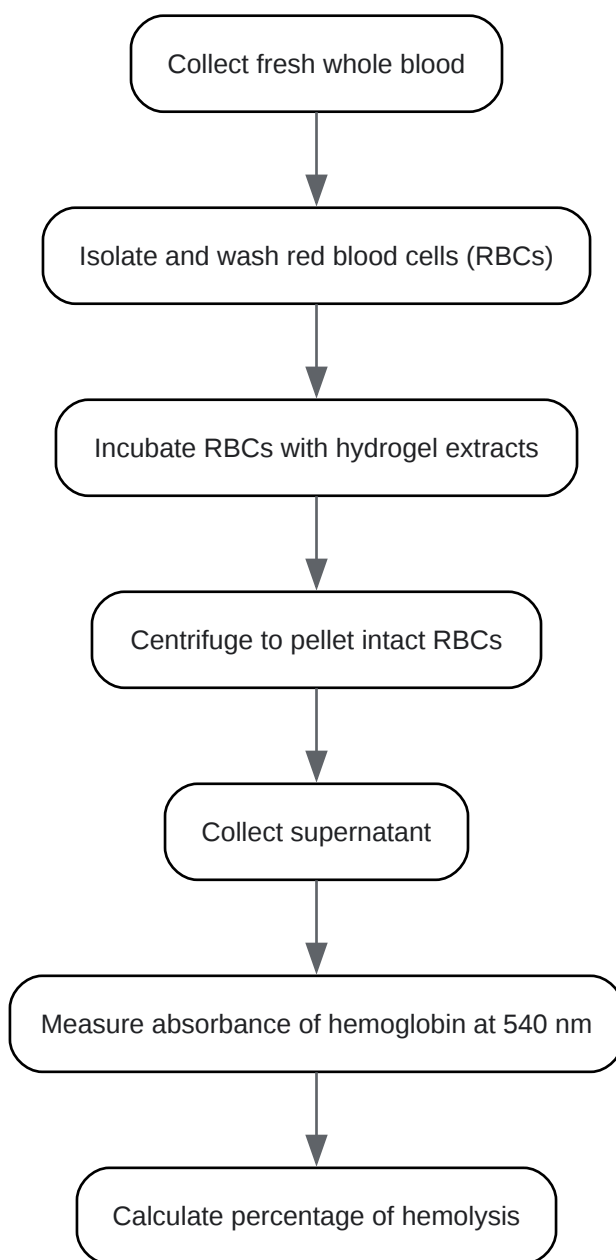 Collect fresh whole blood
Isolate and wash red blood cells (RBCs)
Incubate RBCs with hydrogel extracts
Centrifuge to pellet intact RBCs
Collect supernatant
Measure absorbance of hemoglobin at 540 nm
Calculate percentage of hemolysis